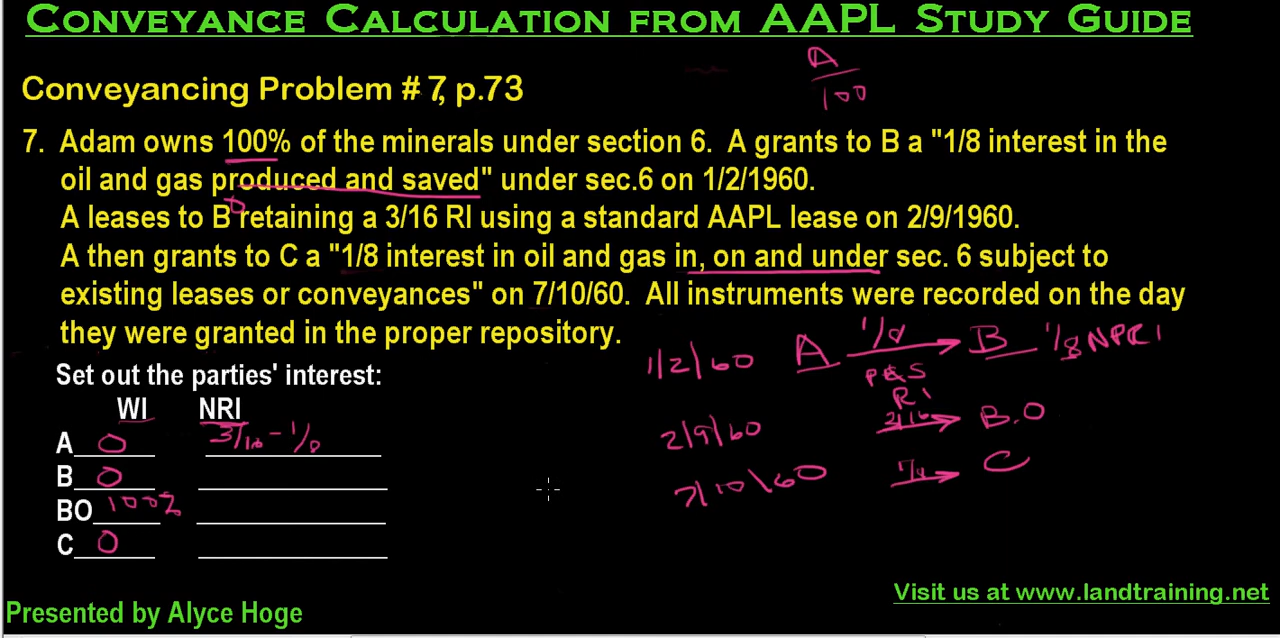 CONVEYANCE CALCULATION FROM AAPL STUDY GUIDE
A
100
Conveyancing Problem # 7, p.73
7. Adam owns 100% of the minerals under section 6. A grants to B a "1/8 interest in the
oil and gas produced and saved" under sec.6 on 1/2/1960.
A leases to BO retaining a 3/16 RI using a standard AAPL lease on 2/9/1960.
A then grants to C a "1/8 interest in oil and gas in, on and under sec. 6 subject to
existing leases or conveyances" on 7/10/60. All instruments were recorded on the day
they were granted in the proper repository.
1/2/60 A 1/8 B 1/8 NPRI
P&S
Set out the parties' interest:
WI NRI
RI
2/9/60 3/16 B.O
A 0 3/16 - 1/8
7/10/60 1/8 C
B 0
BO 100%
C 0
Visit us at www.landtraining.net
Presented by Alyce Hoge